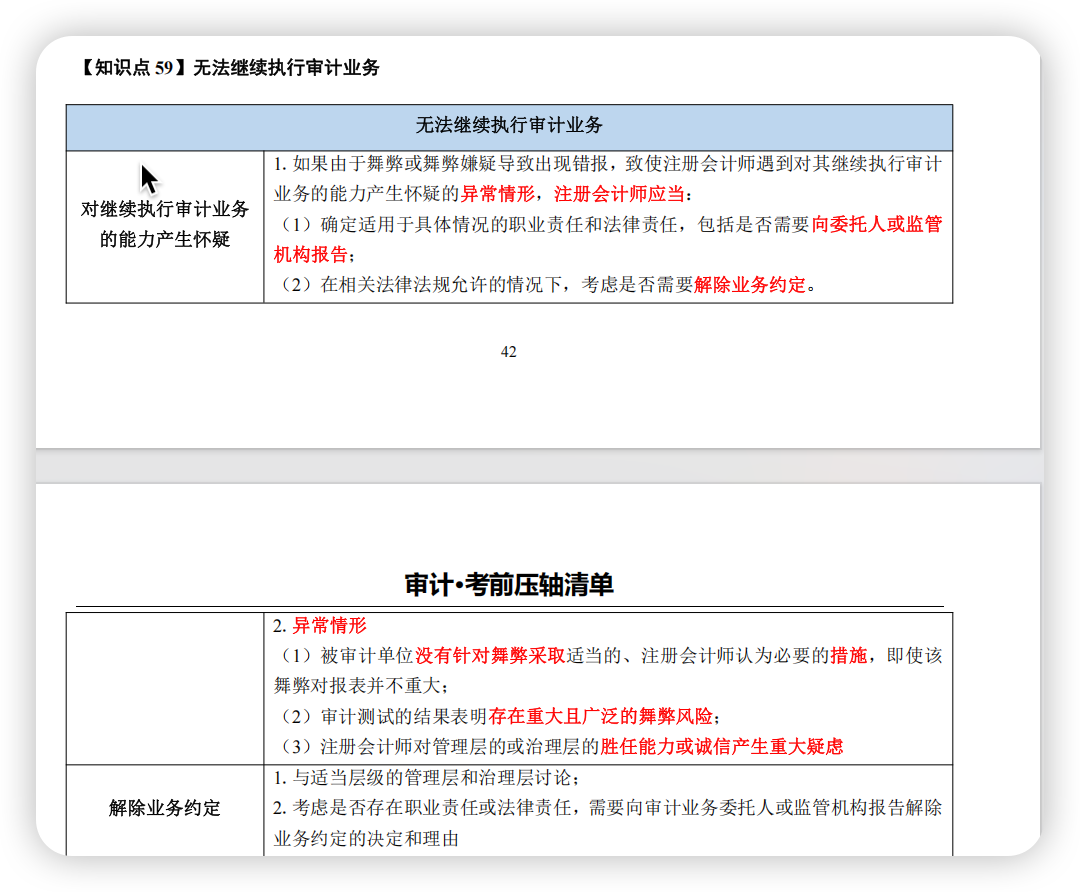 【知识点 59】无法继续执行审计业务
无法继续执行审计业务
对继续执行审计业务
的能力产生怀疑
1. 如果由于舞弊或舞弊嫌疑导致出现错报，致使注册会计师遇到对其继续执行审计
业务的能力产生怀疑的异常情形，注册会计师应当：
（1）确定适用于具体情况的职业责任和法律责任，包括是否需要向委托人或监管
机构报告；
（2）在相关法律法规允许的情况下，考虑是否需要解除业务约定。
42
审计·考前压轴清单
2. 异常情形
（1）被审计单位没有针对舞弊采取适当的、注册会计师认为必要的措施，即使该
舞弊对报表并不重大；
（2）审计测试的结果表明存在重大且广泛的舞弊风险；
（3）注册会计师对管理层的或治理层的胜任能力或诚信产生重大疑虑
解除业务约定
1. 与适当层级的管理层和治理层讨论；
2. 考虑是否存在职业责任或法律责任，需要向审计业务委托人或监管机构报告解除
业务约定的决定和理由